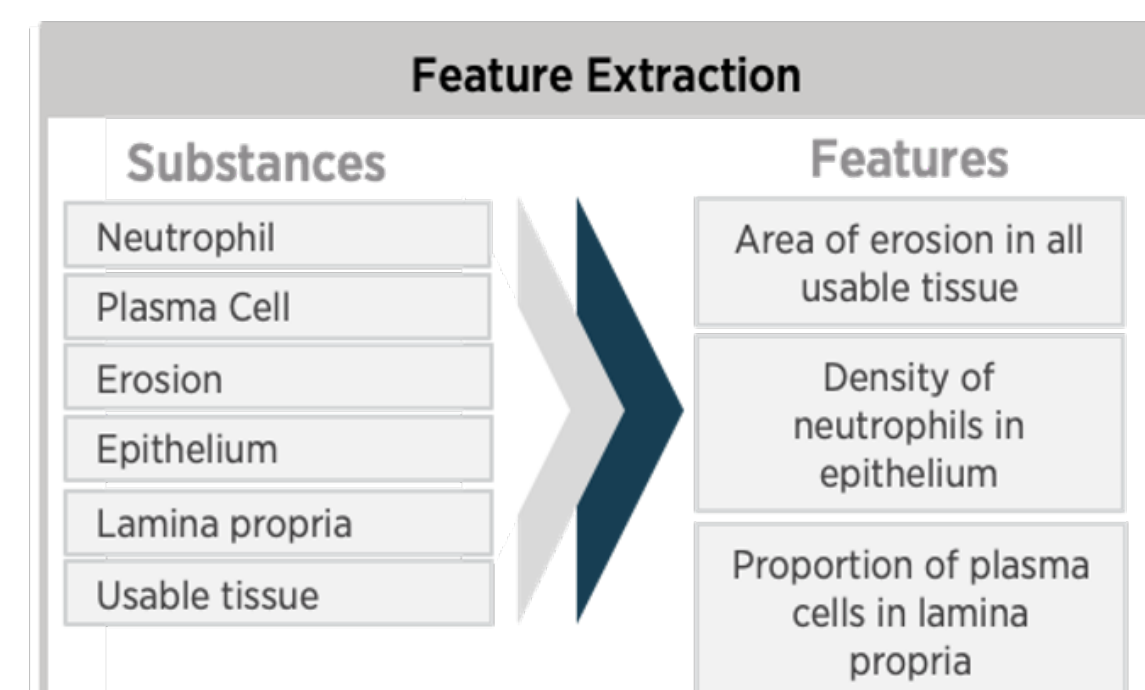 Feature Extraction
Substances
Neutrophil
Plasma Cell
Erosion
Epithelium
Lamina propria
Usable tissue
Features
Area of erosion in all
usable tissue
Density of
neutrophils in
epithelium
Proportion of plasma
cells in lamina
propria